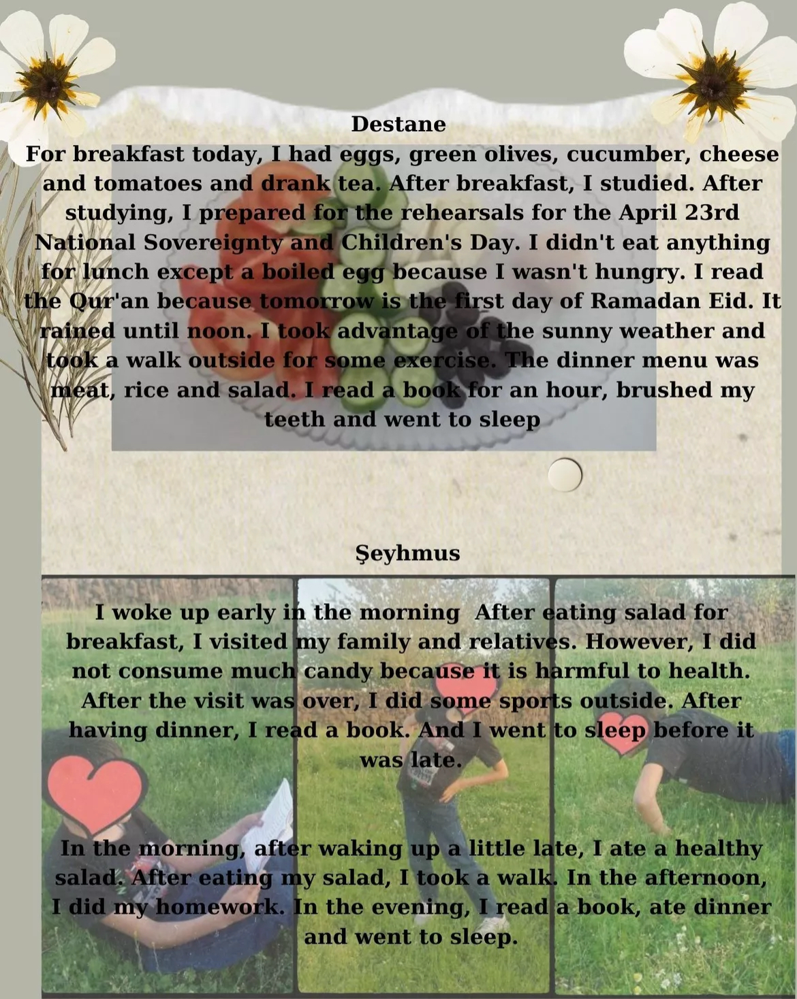 Destane
For breakfast today, I had eggs, green olives, cucumber, cheese
and tomatoes and drank tea. After breakfast, I studied. After
studying, I prepared for the rehearsals for the April 23rd
National Sovereignty and Children's Day. I didn't eat anything
for lunch except a boiled egg because I wasn't hungry. I read
the Qur'an because tomorrow is the first day of Ramadan Eid. It
rained until noon. I took advantage of the sunny weather and
took a walk outside for some exercise. The dinner menu was
meat, rice and salad. I read a book for an hour, brushed my
teeth and went to sleep
Şeyhmus
I woke up early in the morning  After eating salad for
breakfast, I visited my family and relatives. However, I did
not consume much candy because it is harmful to health.
After the visit was over, I did some sports outside. After
having dinner, I read a book. And I went to sleep before it
was late.
In the morning, after waking up a little late, I ate a healthy
salad. After eating my salad, I took a walk. In the afternoon,
I did my homework. In the evening, I read a book, ate dinner
and went to sleep.